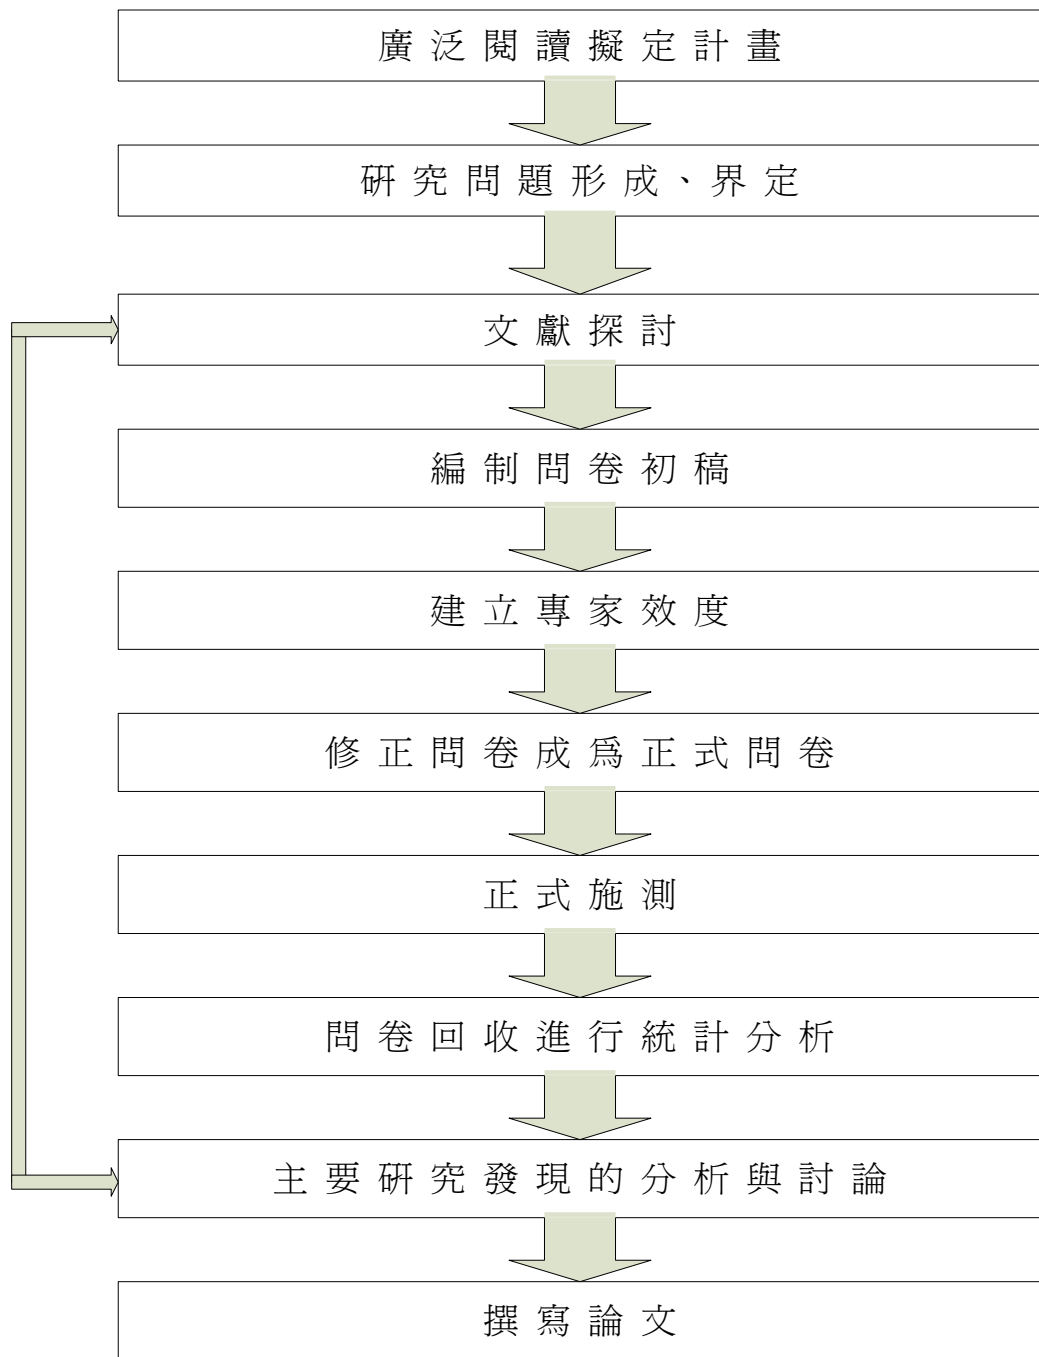 廣泛閱讀擬定計畫
研究問題形成、界定
文獻探討
編制問卷初稿
建立專家效度
修正問卷成為正式問卷
正式施測
問卷回收進行統計分析
主要研究發現的分析與討論
撰寫論文